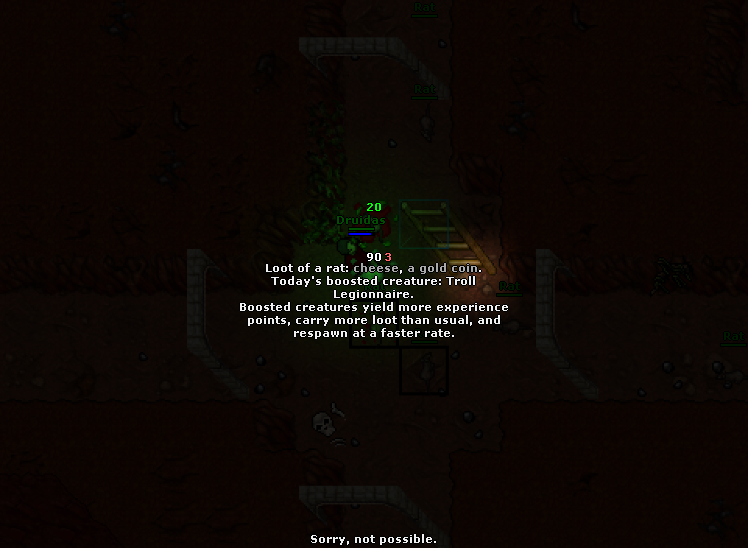 Rat
Rat
20
Druidas
90 3
Loot of a rat: cheese, a gold coin.
Today's boosted creature: Troll
Legionnaire.
Boosted creatures yield more experience
points, carry more loot than usual, and
respawn at a faster rate.
Rat
Rat
Sorry, not possible.